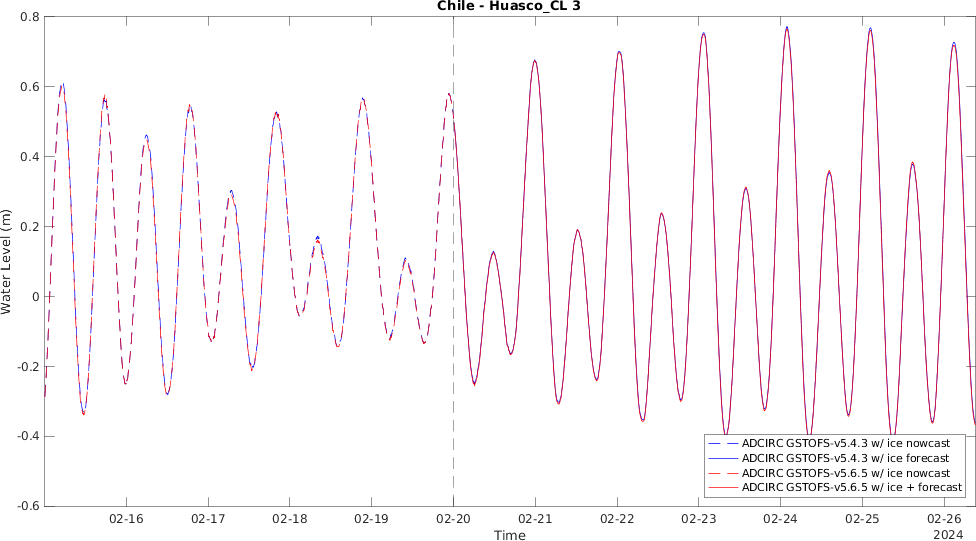 Chile - Huasco_CL 3
Water Level (m)
0.8
0.6
0.4
0.2
0
-0.2
-0.4
-0.6
ADCIRC GSTOFS-v5.4.3 w/ ice nowcast
ADCIRC GSTOFS-v5.4.3 w/ ice forecast
ADCIRC GSTOFS-v5.6.5 w/ ice nowcast
ADCIRC GSTOFS-v5.6.5 w/ ice + forecast
02-16 02-17 02-18 02-19 02-20 02-21 02-22 02-23 02-24 02-25 02-26
Time
2024